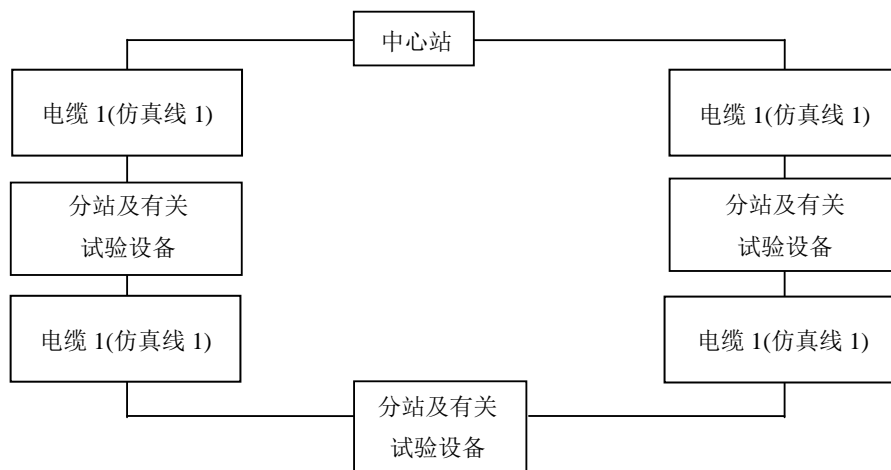 中心站
电缆 1(仿真线 1)
电缆 1(仿真线 1)
分站及有关
试验设备
分站及有关
试验设备
电缆 1(仿真线 1)
电缆 1(仿真线 1)
分站及有关
试验设备